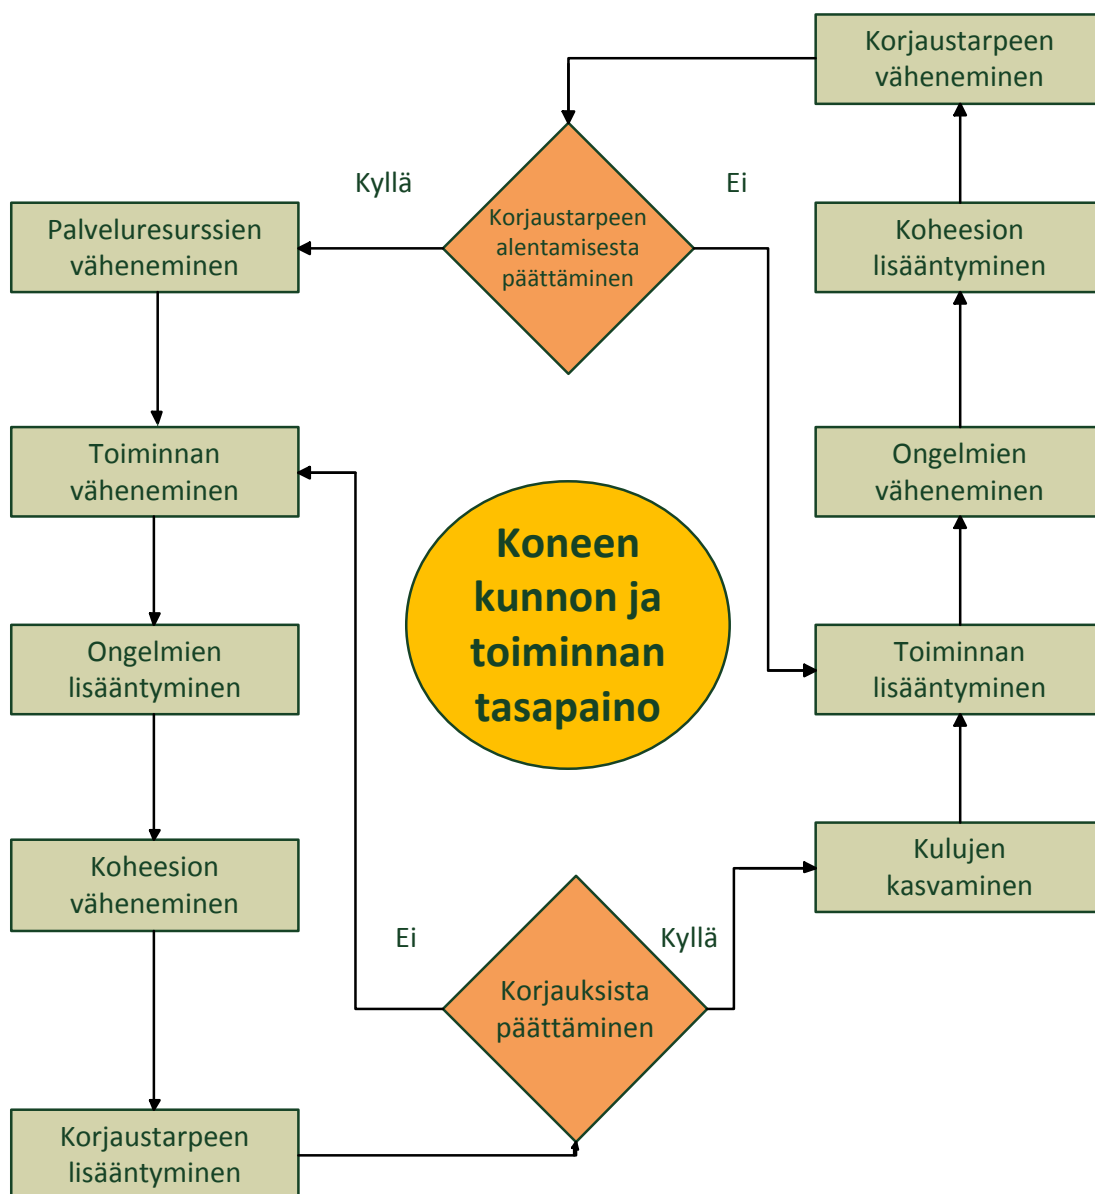 Korjaustarpeen
väheneminen
Kyllä
Ei
Palveluresurssien
väheneminen
Korjaustarpeen
alentamisesta
päättäminen
Koheesion
lisääntyminen
Toiminnan
väheneminen
Ongelmien
väheneminen
Koneen
kunnon ja
toiminnan
tasapaino
Ongelmien
lisääntyminen
Toiminnan
lisääntyminen
Koheesion
väheneminen
Kulujen
kasvaminen
Ei
Kyllä
Korjauksista
päättäminen
Korjaustarpeen
lisääntyminen